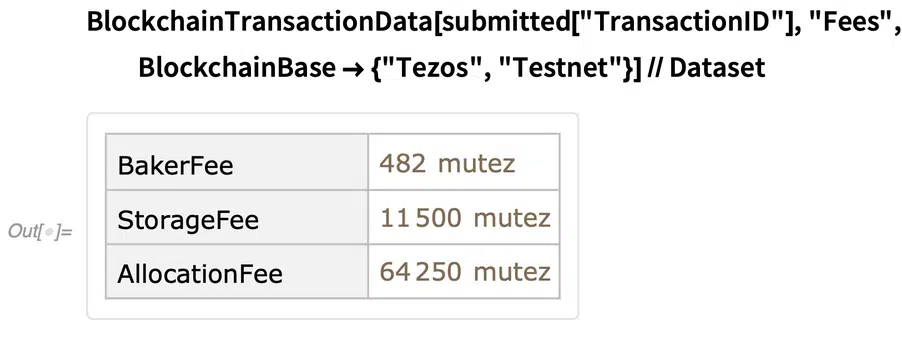 BlockchainTransactionData[submitted["TransactionID"], "Fees",
BlockchainBase → {"Tezos", "Testnet"}] // Dataset
Out[•]=
BakerFee 482 mutez
StorageFee 11 500 mutez
AllocationFee 64 250 mutez